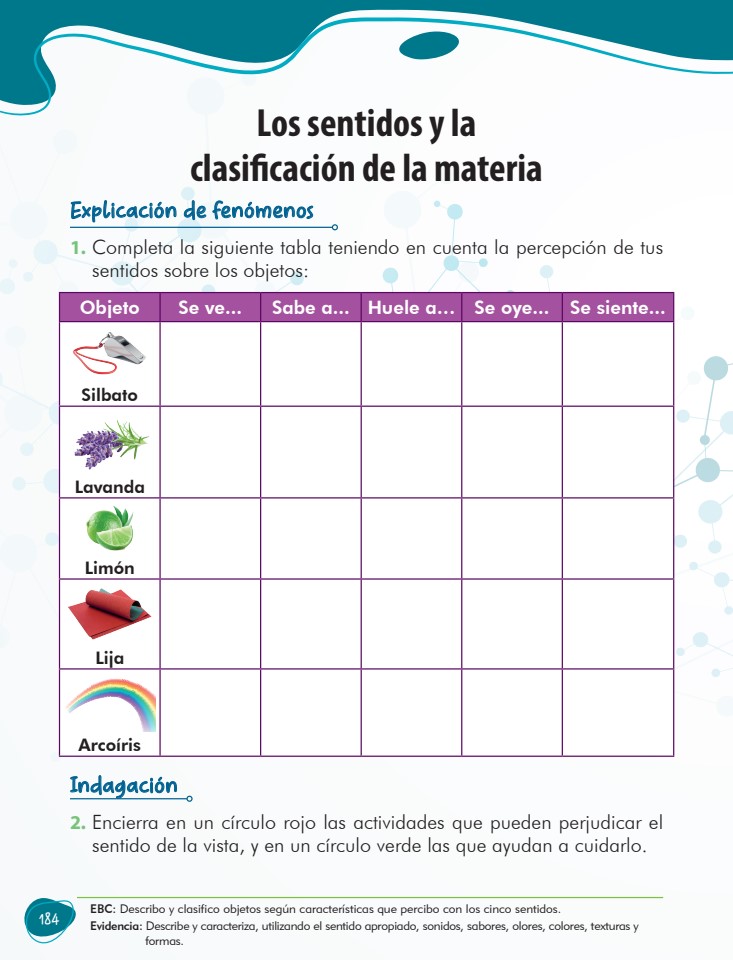 Los sentidos y la
clasificación de la materia
Explicación de fenómenos
1. Completa la siguiente tabla teniendo en cuenta la percepción de tus
sentidos sobre los objetos:
Objeto Se ve... Sabe a... Huele a... Se oye... Se siente...
Silbato
Lavanda
Limón
Lija
Arcoíris
Indagación
2. Encierra en un círculo rojo las actividades que pueden perjudicar el
sentido de la vista, y en un círculo verde las que ayudan a cuidarlo.
184
EBC: Describo y clasifico objetos según características que percibo con los cinco sentidos.
Evidencia: Describe y caracteriza, utilizando el sentido apropiado, sonidos, sabores, olores, colores, texturas y
formas.